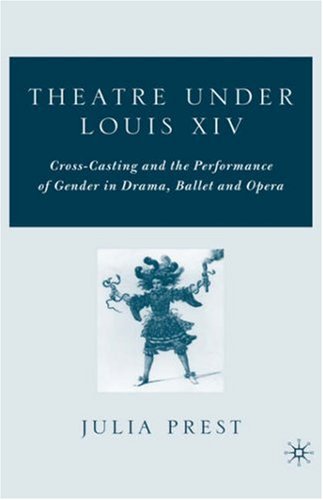 THEATRE UNDER
LOUIS XIV
Cross-Casting and the Performance
of Gender in Drama, Ballet and Opera
JULIA PREST